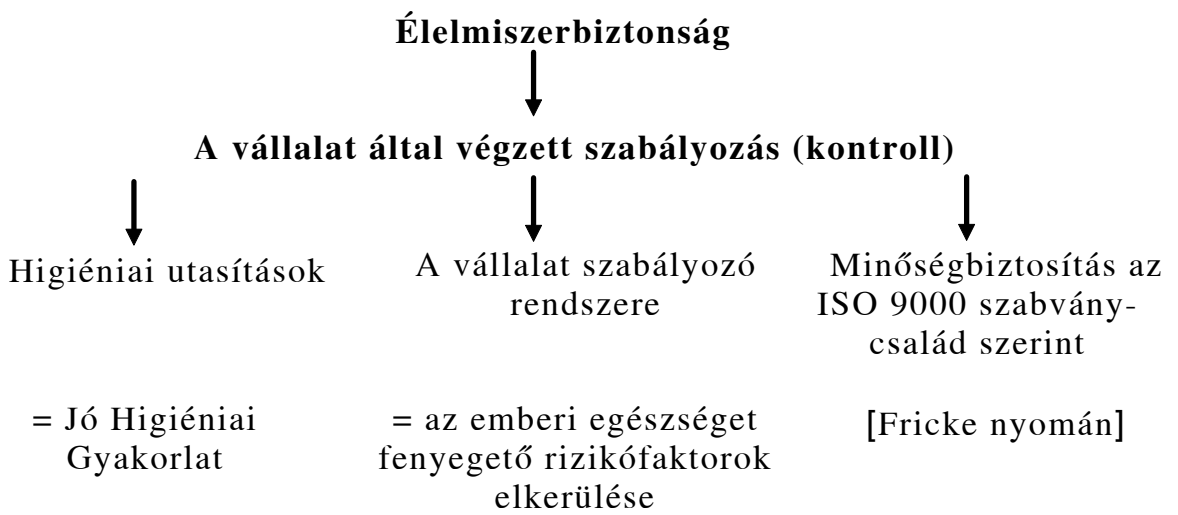 Élelmiszerbiztonság
A vállalat által végzett szabályozás (kontroll)
Higiéniai utasítások
A vállalat szabályozó
rendszere
Minőségbiztosítás az
ISO 9000 szabvány-
család szerint
= Jó Higiéniai
Gyakorlat
= az emberi egészséget
fenyegető rizikófaktorok
elkerülése
[Fricke nyomán]